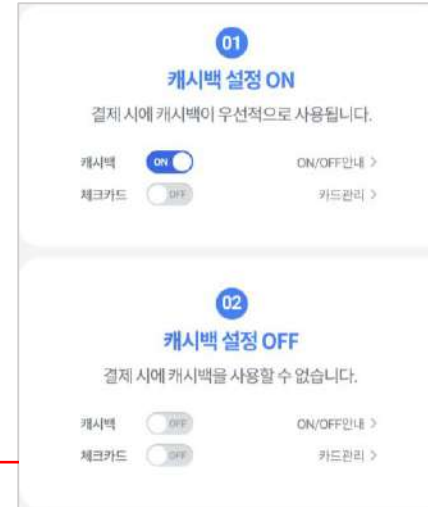 01
캐시백 설정 ON
결제 시에 캐시백이 우선적으로 사용됩니다.
캐시백 ON ON/OFF안내 >
체크카드 OFF 카드관리 >
02
캐시백 설정 OFF
결제 시에 캐시백을 사용할 수 없습니다.
캐시백 OFF ON/OFF안내 >
체크카드 OFF 카드관리 >